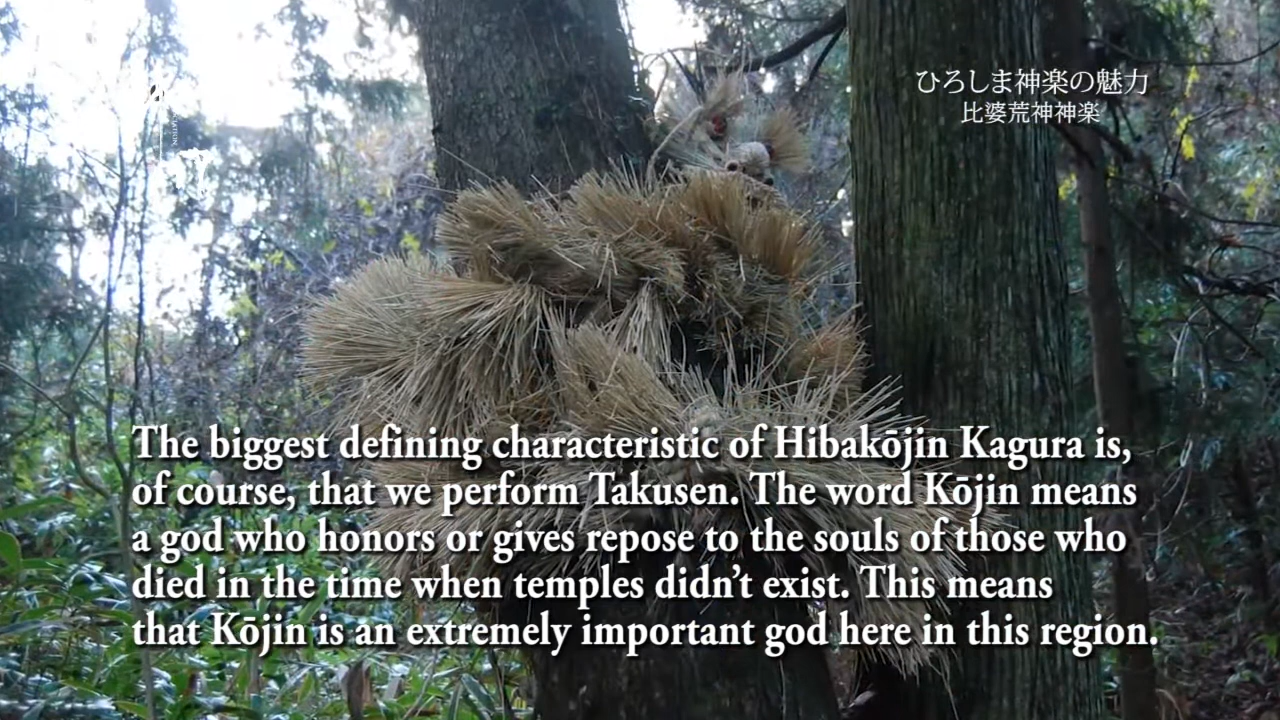 ひろしま神楽の魅力
比婆荒神神楽
The biggest defining characteristic of Hibakōjin Kagura is,
of course, that we perform Takusen. The word Kōjin means
a god who honors or gives repose to the souls of those who
died in the time when temples didn’t exist. This means
that Kōjin is an extremely important god here in this region.